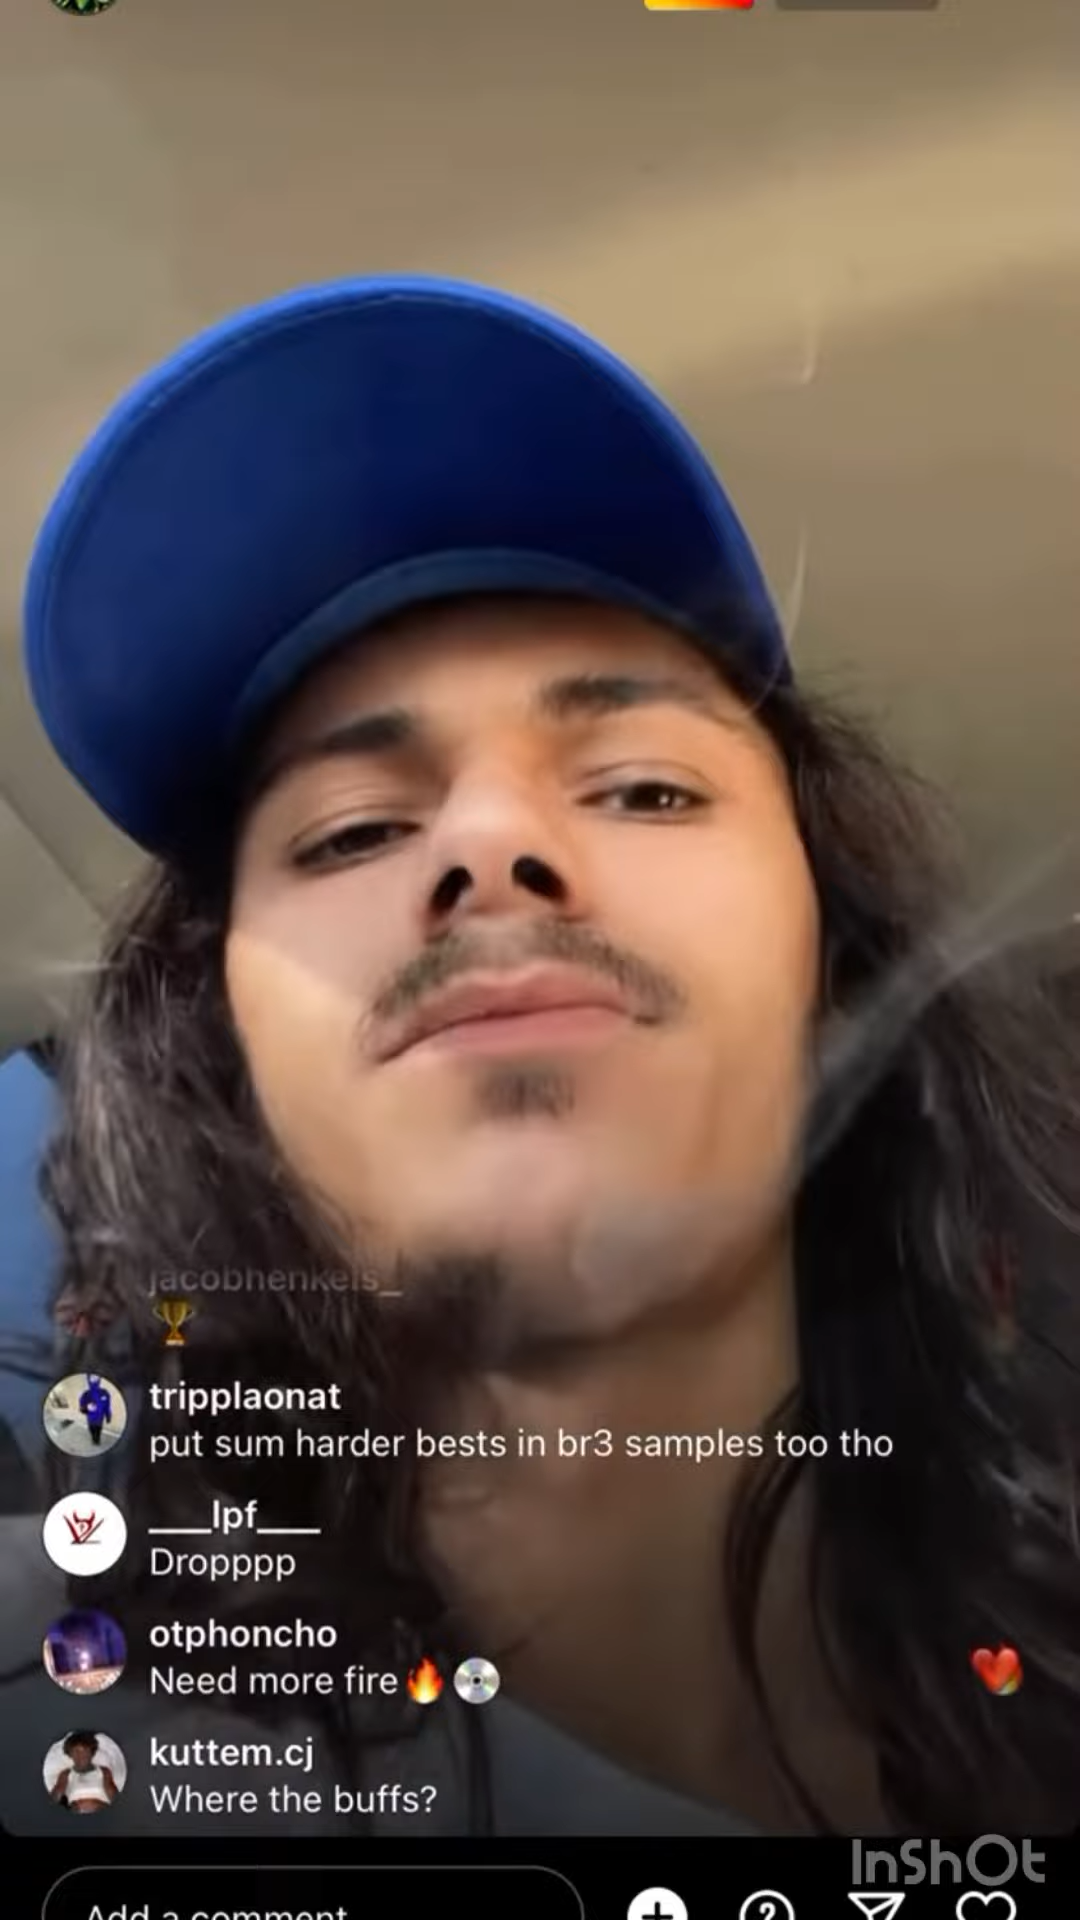 jacobhenkels_
🏆
tripplaonat
put sum harder bests in br3 samples too tho
___lpf___
Dropppp
otphoncho
Need more fire🔥💿
kuttem.cj
Where the buffs?
InShOt
Add a comment